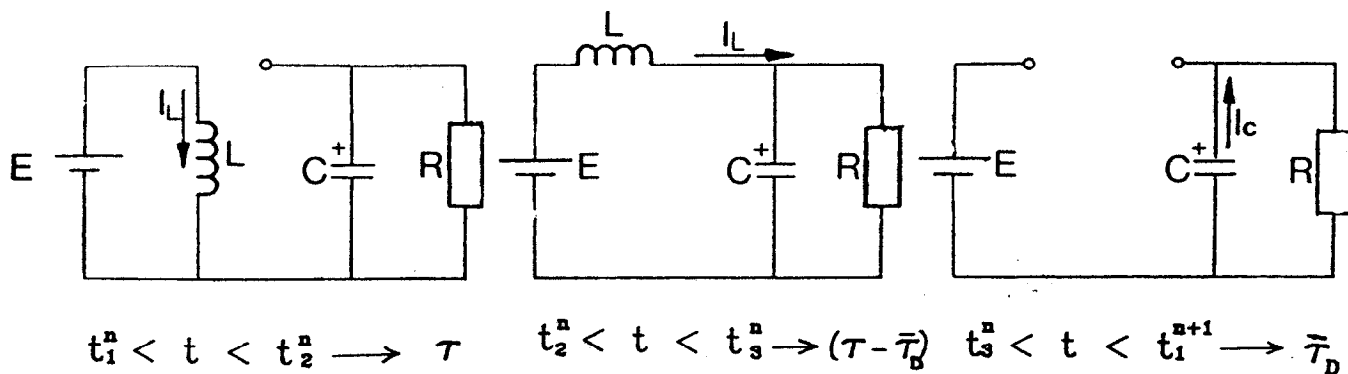 L I_L
I_L E L C + R E C + R E I_c C + R
t_1^n < t < t_2^n → τ t_2^n < t < t_3^n → (τ - τ̄_D) t_3^n < t < t_1^{n+1} → τ̄_D